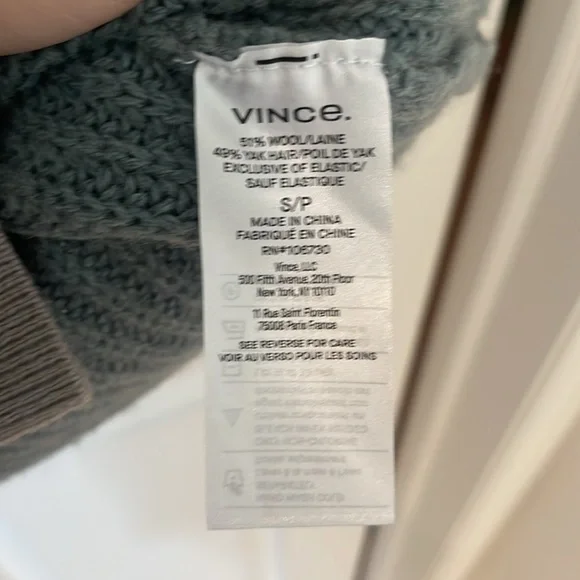 VINCE.
51% WOOL/LAINE
49% YAK HAIR/POIL DE YAK
EXCLUSIVE OF ELASTIC/
SAUF ELASTIQUE
S/P
MADE IN CHINA
FABRIQUÉ EN CHINE
RN#106730
Vince, LLC
500 Fifth Avenue, 20th Floor
New York, NY 10110
11 Rue Saint Florentin
75008 Paris France
SEE REVERSE FOR CARE
VOIR AU VERSO POUR LES SOINS